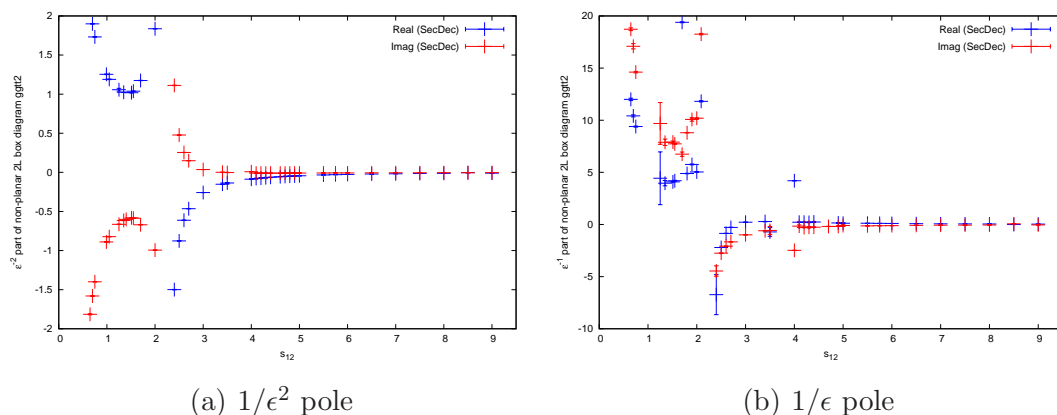 ε⁻² part of non-planar 2L box diagram ggtt2
2
1.5
1
0.5
0
-0.5
-1
-1.5
-2
Real (SecDec)
Imag (SecDec)
0 1 2 3 4 5 6 7 8 9
s₁₂
(a) 1/ϵ² pole
ε⁻¹ part of non-planar 2L box diagram ggtt2
20
15
10
5
0
-5
-10
Real (SecDec)
Imag (SecDec)
0 1 2 3 4 5 6 7 8 9
s₁₂
(b) 1/ϵ pole